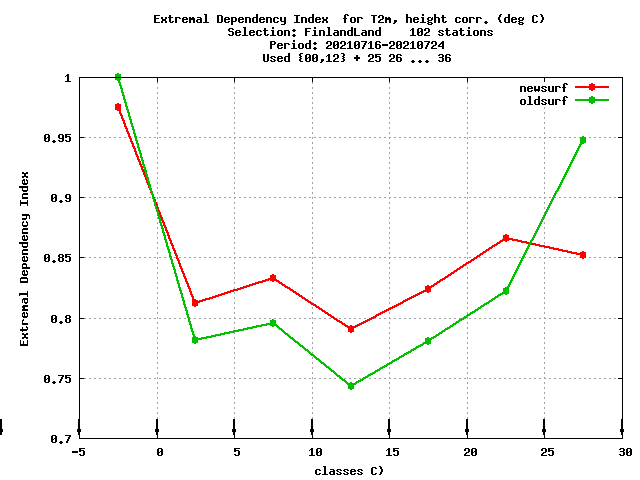 Extremal Dependency Index  for T2m, height corr. (deg C)
Selection: FinlandLand    102 stations
Period: 20210716-20210724
Used {00,12} + 25 26 ... 36
newsurf
oldsurf
1
0.95
0.9
0.85
0.8
0.75
0.7
Extremal Dependency Index
-5 0 5 10 15 20 25 30
classes C)